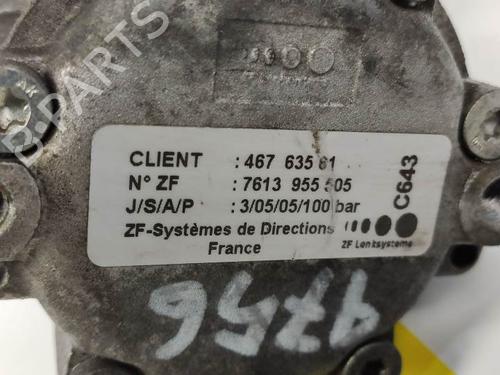 CLIENT : 467 635 61
N° ZF : 7613 955 505
J/S/A/P : 3/05/05/100 bar
ZF-Systèmes de Directions
France
ZF Lenksysteme
C643
9756
B-PARTS